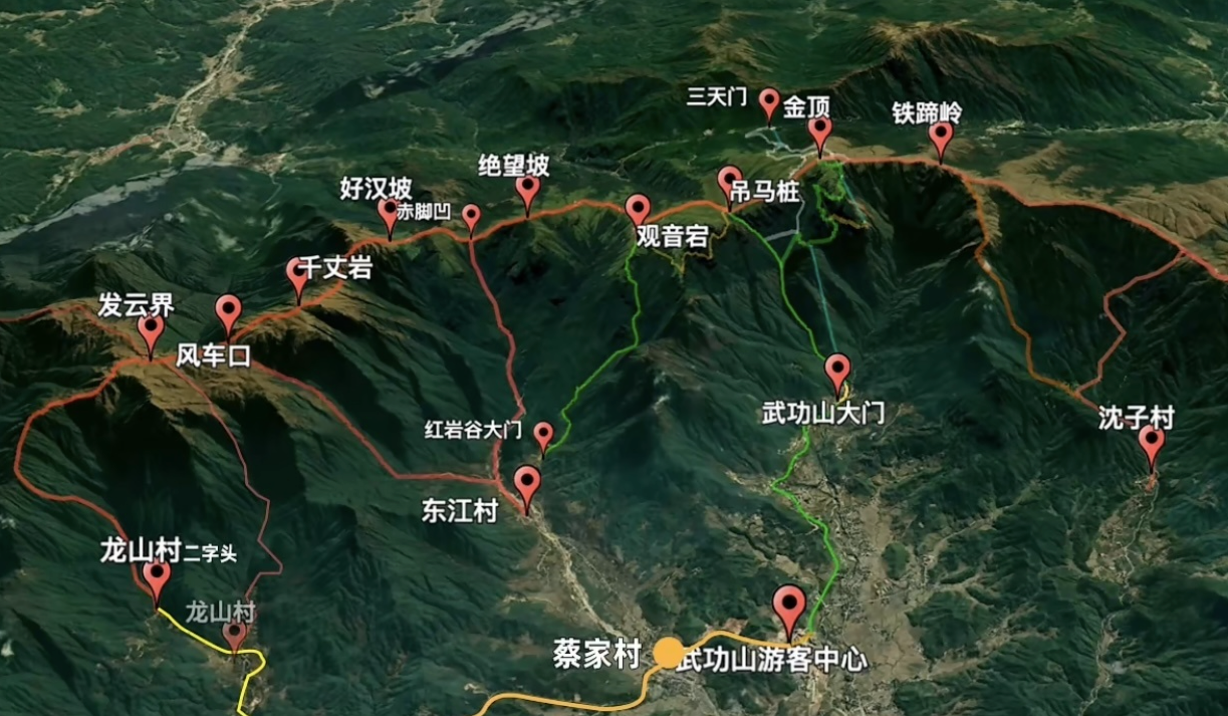 三天门
金顶
铁蹄岭
绝望坡
好汉坡
赤脚凹
吊马桩
观音宕
千丈岩
发云界
风车口
武功山大门
沈子村
红岩谷大门
东江村
龙山村二字头
龙山村
蔡家村
武功山游客中心